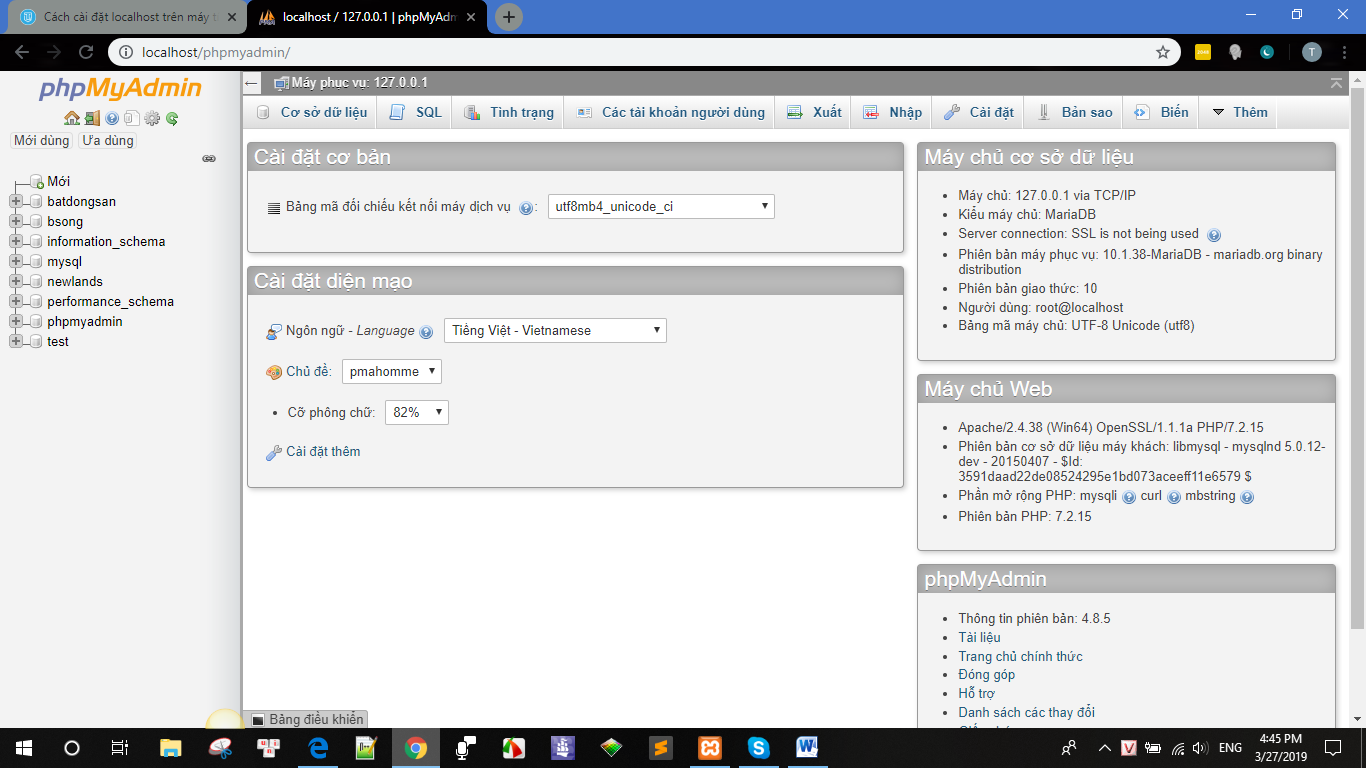 Cách cài đặt localhost trên máy t
localhost / 127.0.0.1 | phpMyAdm
localhost/phpmyadmin/
T
phpMyAdmin
Mới dùng
Ưa dùng
Mới
batdongsan
bsong
information_schema
mysql
newlands
performance_schema
phpmyadmin
test
Máy phục vụ: 127.0.0.1
Cơ sở dữ liệu
SQL
Tình trạng
Các tài khoản người dùng
Xuất
Nhập
Cài đặt
Bản sao
Biến
Thêm
Cài đặt cơ bản
Bảng mã đối chiếu kết nối máy dịch vụ :
utf8mb4_unicode_ci
Cài đặt diện mạo
Ngôn ngữ - Language
Tiếng Việt - Vietnamese
Chủ đề:
pmahomme
Cỡ phông chữ:
82%
Cài đặt thêm
Bảng điều khiển
Máy chủ cơ sở dữ liệu
Máy chủ: 127.0.0.1 via TCP/IP
Kiểu máy chủ: MariaDB
Server connection: SSL is not being used
Phiên bản máy phục vụ: 10.1.38-MariaDB - mariadb.org binary
distribution
Phiên bản giao thức: 10
Người dùng: root@localhost
Bảng mã máy chủ: UTF-8 Unicode (utf8)
Máy chủ Web
Apache/2.4.38 (Win64) OpenSSL/1.1.1a PHP/7.2.15
Phiên bản cơ sở dữ liệu máy khách: libmysql - mysqlnd 5.0.12-
dev - 20150407 - $Id:
3591daad22de08524295e1bd073aceeff11e6579 $
Phần mở rộng PHP: mysqli curl mbstring
Phiên bản PHP: 7.2.15
phpMyAdmin
Thông tin phiên bản: 4.8.5
Tài liệu
Trang chủ chính thức
Đóng góp
Hỗ trợ
Danh sách các thay đổi
ENG
4:45 PM
3/27/2019